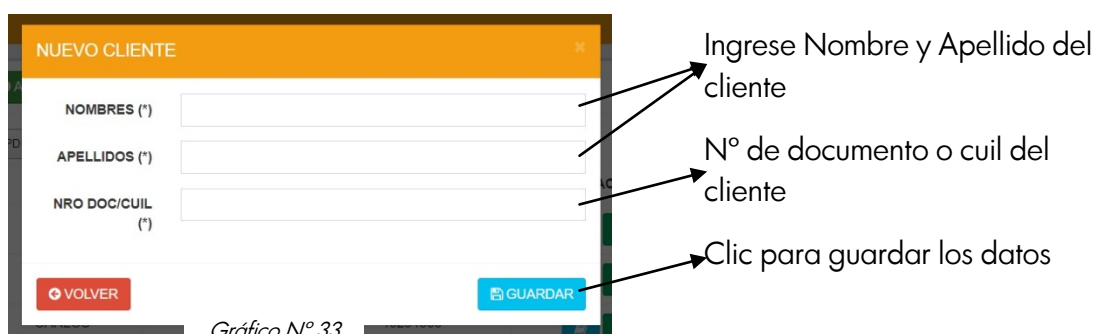 NUEVO CLIENTE
×
NOMBRES (*)
APELLIDOS (*)
NRO DOC/CUIL
(*)
VOLVER
GUARDAR
Ingrese Nombre y Apellido del
cliente
Nº de documento o cuil del
cliente
Clic para guardar los datos
Gráfico Nº 33